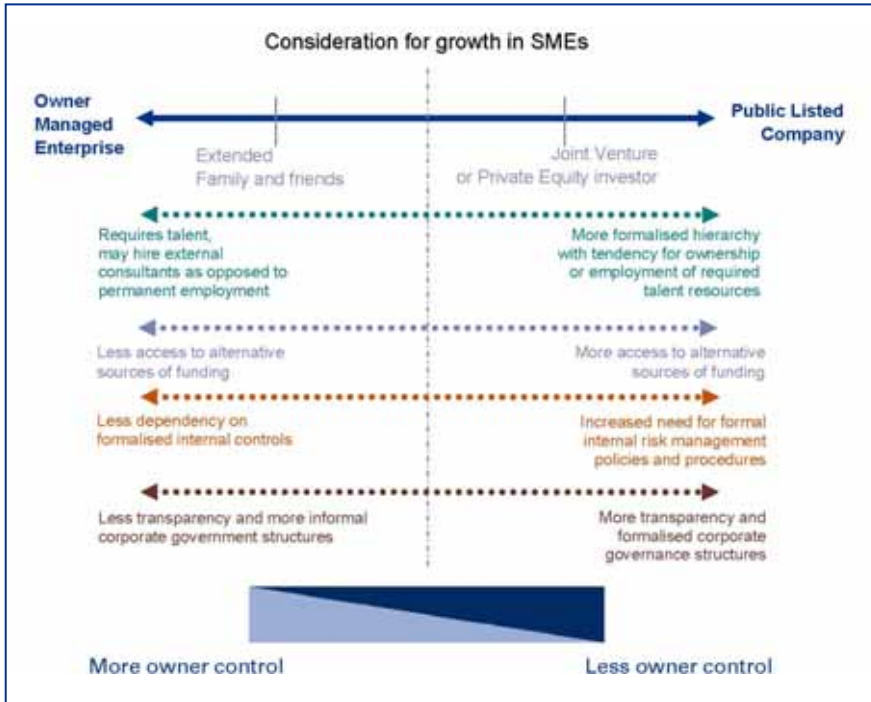 Consideration for growth in SMEs
Owner
Managed
Enterprise
Public Listed
Company
Extended
Family and friends
Joint Venture
or Private Equity investor
Requires talent,
may hire external
consultants as opposed to
permanent employment
More formalised hierarchy
with tendency for ownership
or employment of required
talent resources
Less access to alternative
sources of funding
More access to alternative
sources of funding
Less dependency on
formalised internal controls
Increased need for formal
internal risk management
policies and procedures
Less transparency and more informal
corporate government structures
More transparency and
formalised corporate
governance structures
More owner control
Less owner control